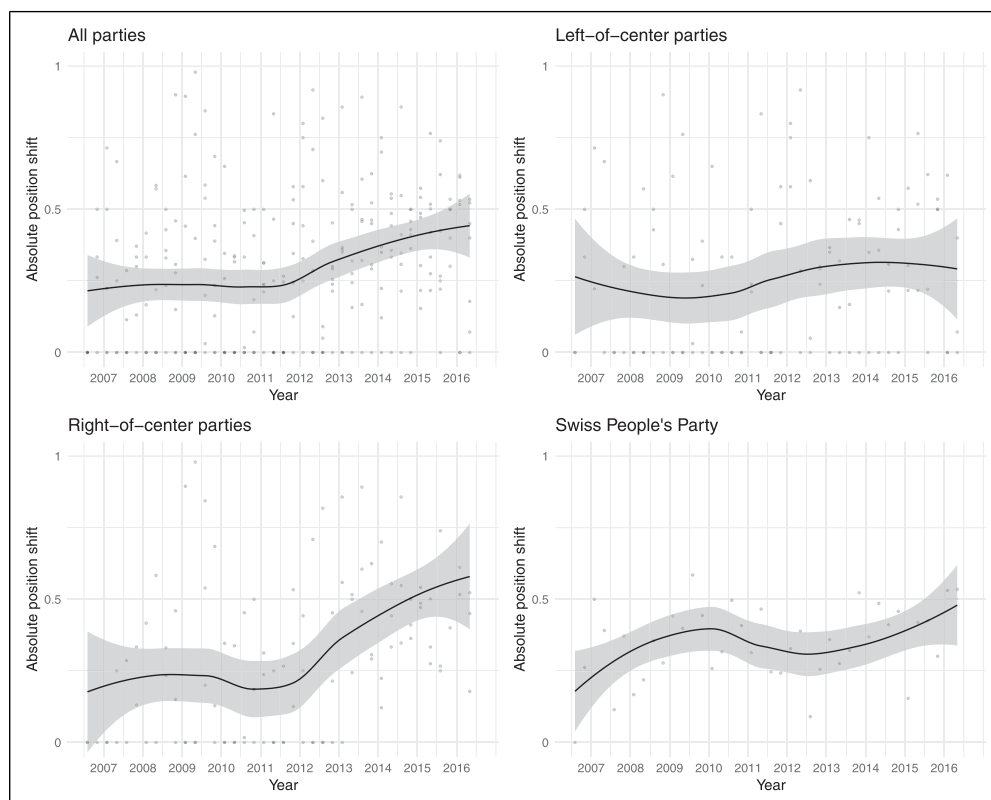 All parties
1
0.5
0
Absolute position shift
2007 2008 2009 2010 2011 2012 2013 2014 2015 2016
Year
Left−of−center parties
1
0.5
0
Absolute position shift
2007 2008 2009 2010 2011 2012 2013 2014 2015 2016
Year
Right−of−center parties
1
0.5
0
Absolute position shift
2007 2008 2009 2010 2011 2012 2013 2014 2015 2016
Year
Swiss People's Party
1
0.5
0
Absolute position shift
2007 2008 2009 2010 2011 2012 2013 2014 2015 2016
Year